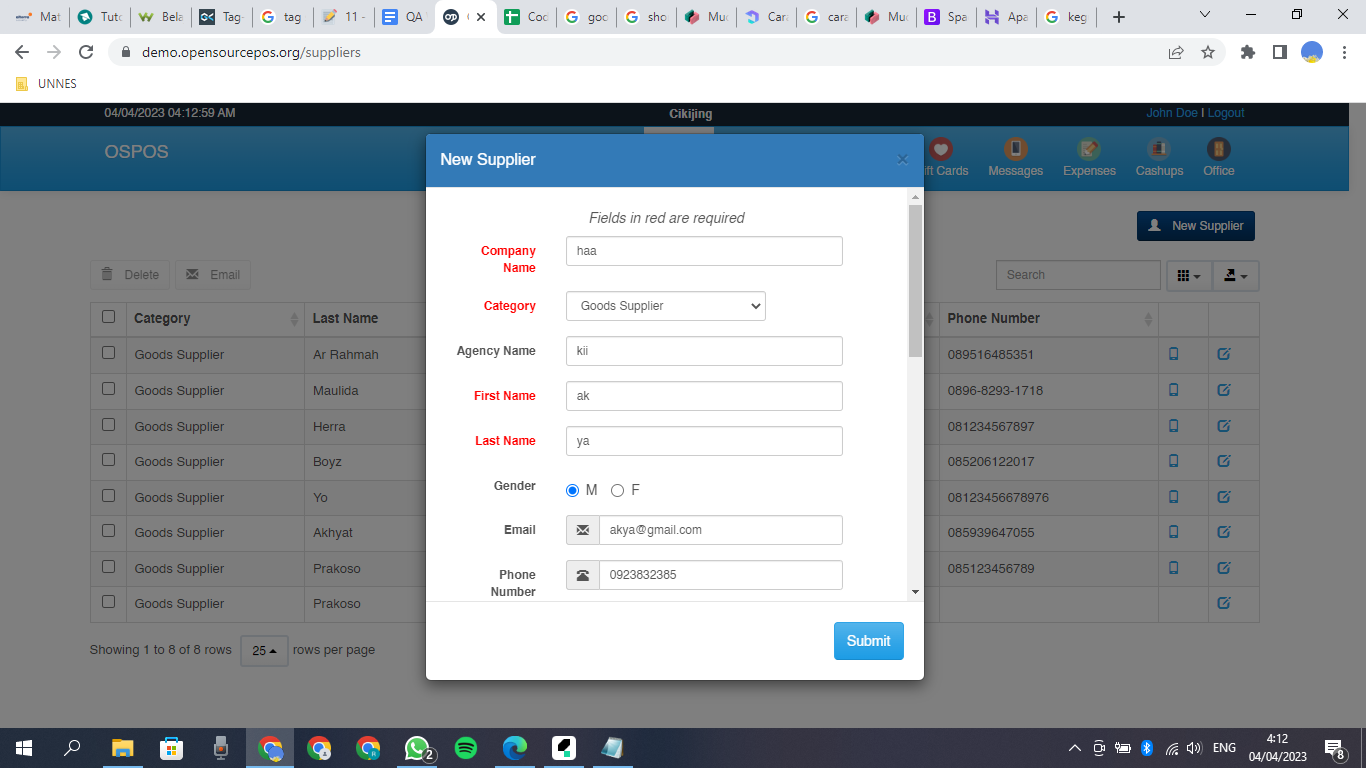 Mat
Tuto
Bela
Tag-
tag
11 -
QA
Cod
goo
sho
Muc
Cara
cara
Muc
Spa
Apa
keg
demo.opensourcepos.org/suppliers
UNNES
04/04/2023 04:12:59 AM
Cikijing
John Doe | Logout
OSPOS
ift Cards
Messages
Expenses
Cashups
Office
New Supplier
×
Fields in red are required
Company Name
haa
Category
Goods Supplier
Agency Name
kii
First Name
ak
Last Name
ya
Gender
M
F
Email
akya@gmail.com
Phone Number
0923832385
Submit
New Supplier
Delete
Email
Search
Category
Last Name
Phone Number
Goods Supplier
Ar Rahmah
089516485351
Goods Supplier
Maulida
0896-8293-1718
Goods Supplier
Herra
081234567897
Goods Supplier
Boyz
085206122017
Goods Supplier
Yo
08123456678976
Goods Supplier
Akhyat
085939647055
Goods Supplier
Prakoso
085123456789
Goods Supplier
Prakoso
Showing 1 to 8 of 8 rows
25
rows per page
2
ENG
4:12
04/04/2023
8